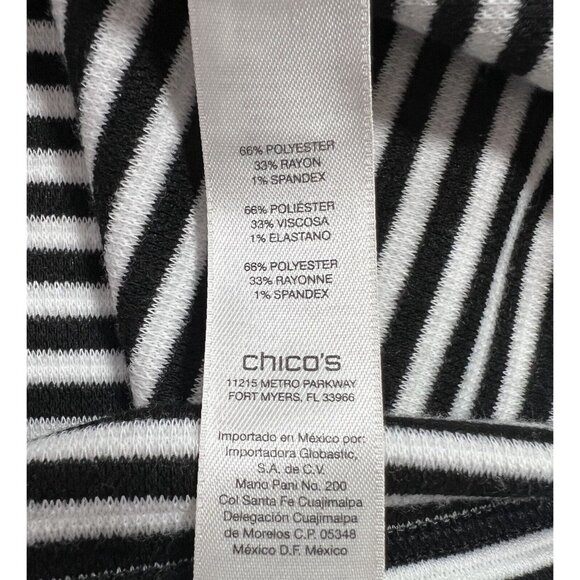 66% POLYESTER
33% RAYON
1% SPANDEX
66% POLIÉSTER
33% VISCOSA
1% ELASTANO
66% POLYESTER
33% RAYONNE
1% SPANDEX
chico's
11215 METRO PARKWAY
FORT MYERS, FL 33966
Importado en México por:
Importadora Globastic,
S.A. de C.V.
Mario Pani No. 200
Col Santa Fe Cuajimalpa
Delegación Cuajimalpa
de Morelos C.P. 05348
México D.F. México